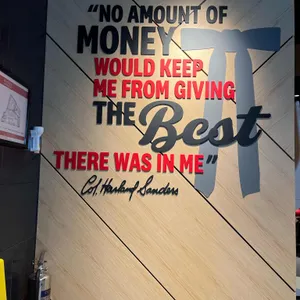 "NO AMOUNT OF
MONEY
WOULD KEEP
ME FROM GIVING
THE Best
THERE WAS IN ME"
Col. Harland Sanders